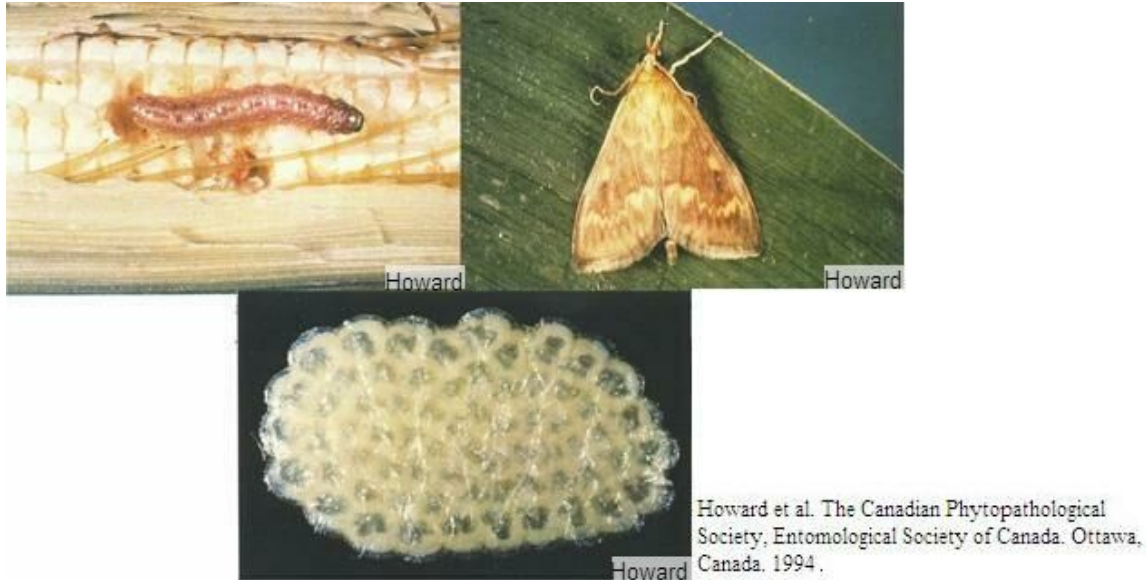 Howard
Howard
Howard
Howard et al. The Canadian Phytopathological
Society, Entomological Society of Canada. Ottawa,
Canada. 1994 .